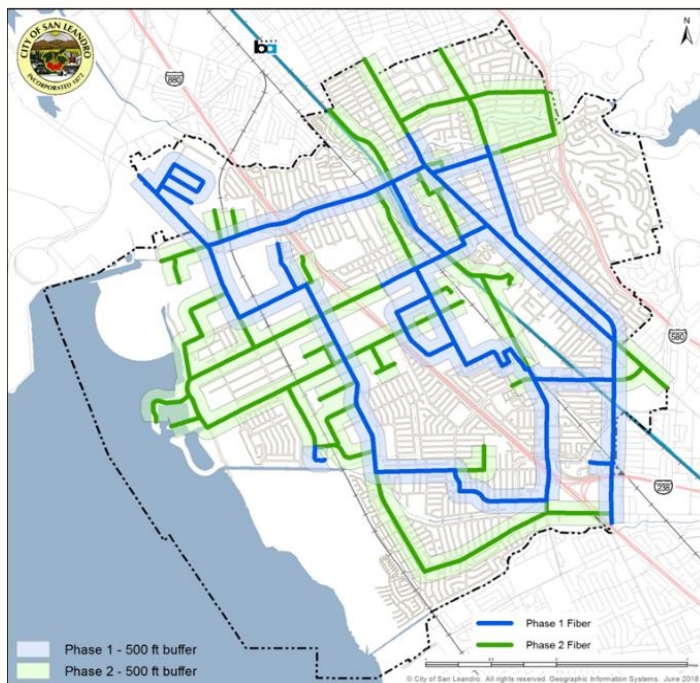 CITY OF SAN LEANDRO
INCORPORATED 1872
ba
880
580
238
Phase 1 Fiber
Phase 2 Fiber
Phase 1 - 500 ft buffer
Phase 2 - 500 ft buffer
© City of San Leandro. All rights reserved. Geographic Information Systems. June 2018